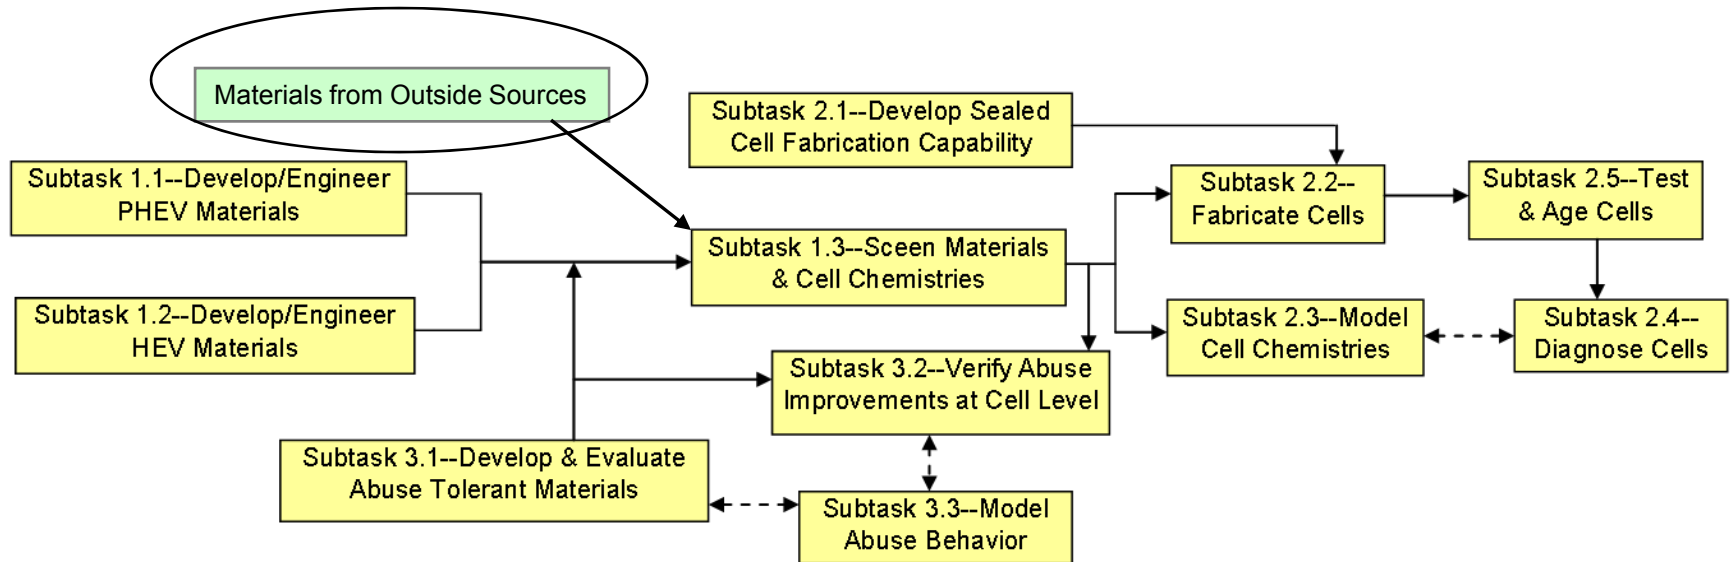 Materials from Outside Sources
Subtask 2.1--Develop Sealed
Cell Fabrication Capability
Subtask 1.1--Develop/Engineer
PHEV Materials
Subtask 2.2--
Fabricate Cells
Subtask 2.5--Test
& Age Cells
Subtask 1.3--Sceen Materials
& Cell Chemistries
Subtask 1.2--Develop/Engineer
HEV Materials
Subtask 2.3--Model
Cell Chemistries
Subtask 2.4--
Diagnose Cells
Subtask 3.2--Verify Abuse
Improvements at Cell Level
Subtask 3.1--Develop & Evaluate
Abuse Tolerant Materials
Subtask 3.3--Model
Abuse Behavior